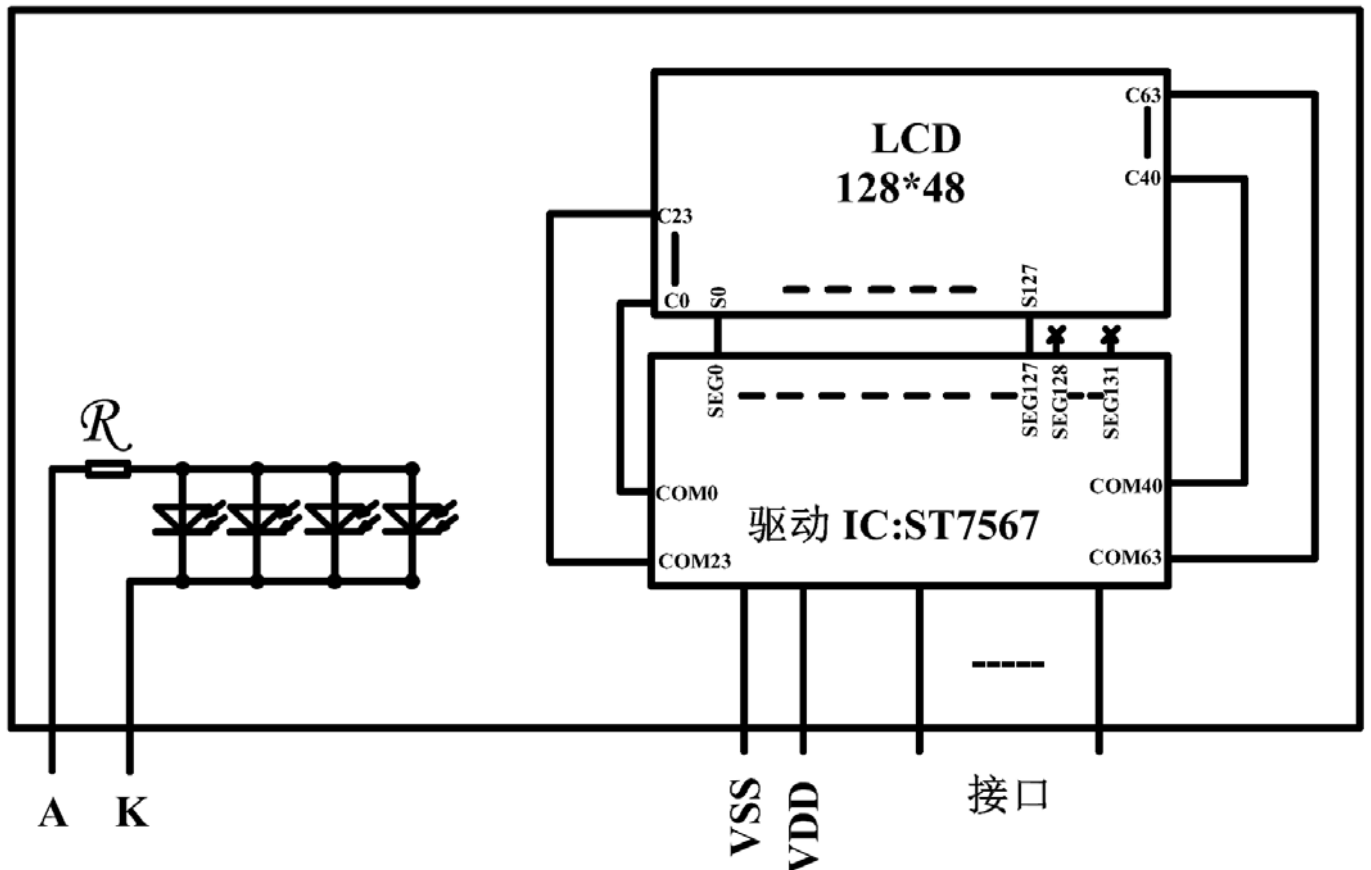 C63
LCD
128*48
C40
C23
C0
S0
S127
SEG0
SEG127
SEG128
SEG131
R
COM0
COM40
驱动 IC:ST7567
COM23
COM63
A
K
VSS
VDD
接口